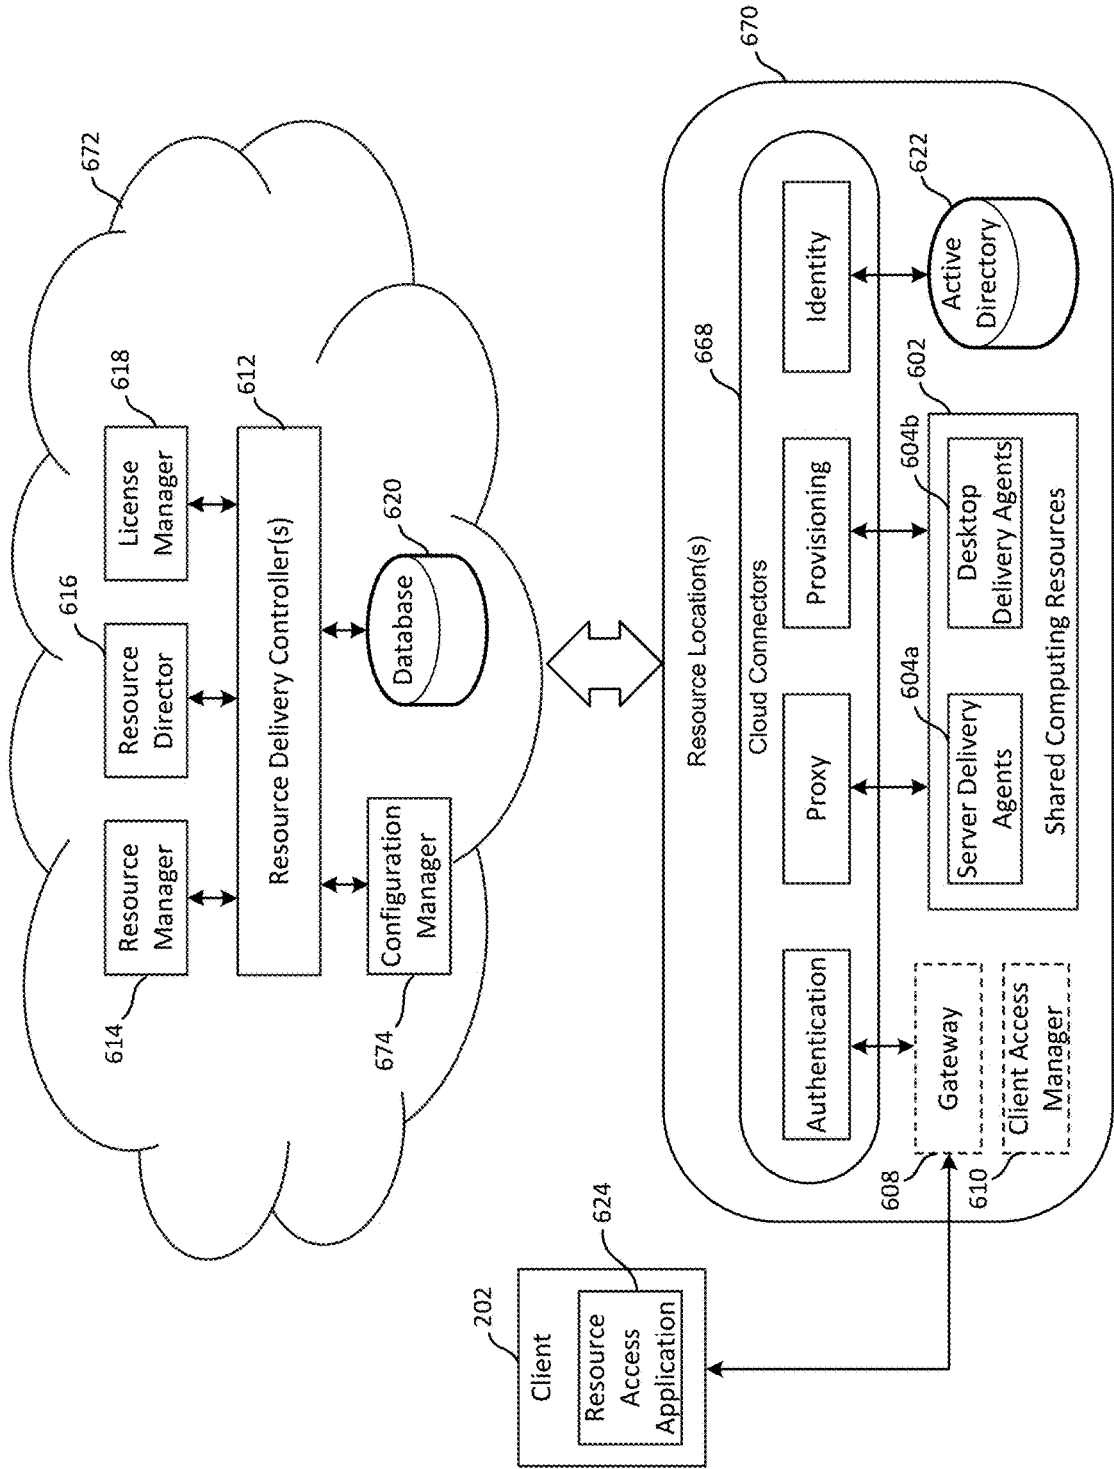 672
614
616
618
Resource
Manager
Resource
Director
License
Manager
612
Resource Delivery Controller(s)
674
Configuration
Manager
620
Database
202
Client
624
Resource
Access
Application
670
Resource Location(s)
668
Cloud Connectors
Authentication
Proxy
Provisioning
Identity
608
Gateway
610
Client Access
Manager
604a
Server Delivery
Agents
604b
Desktop
Delivery Agents
602
Shared Computing Resources
622
Active
Directory